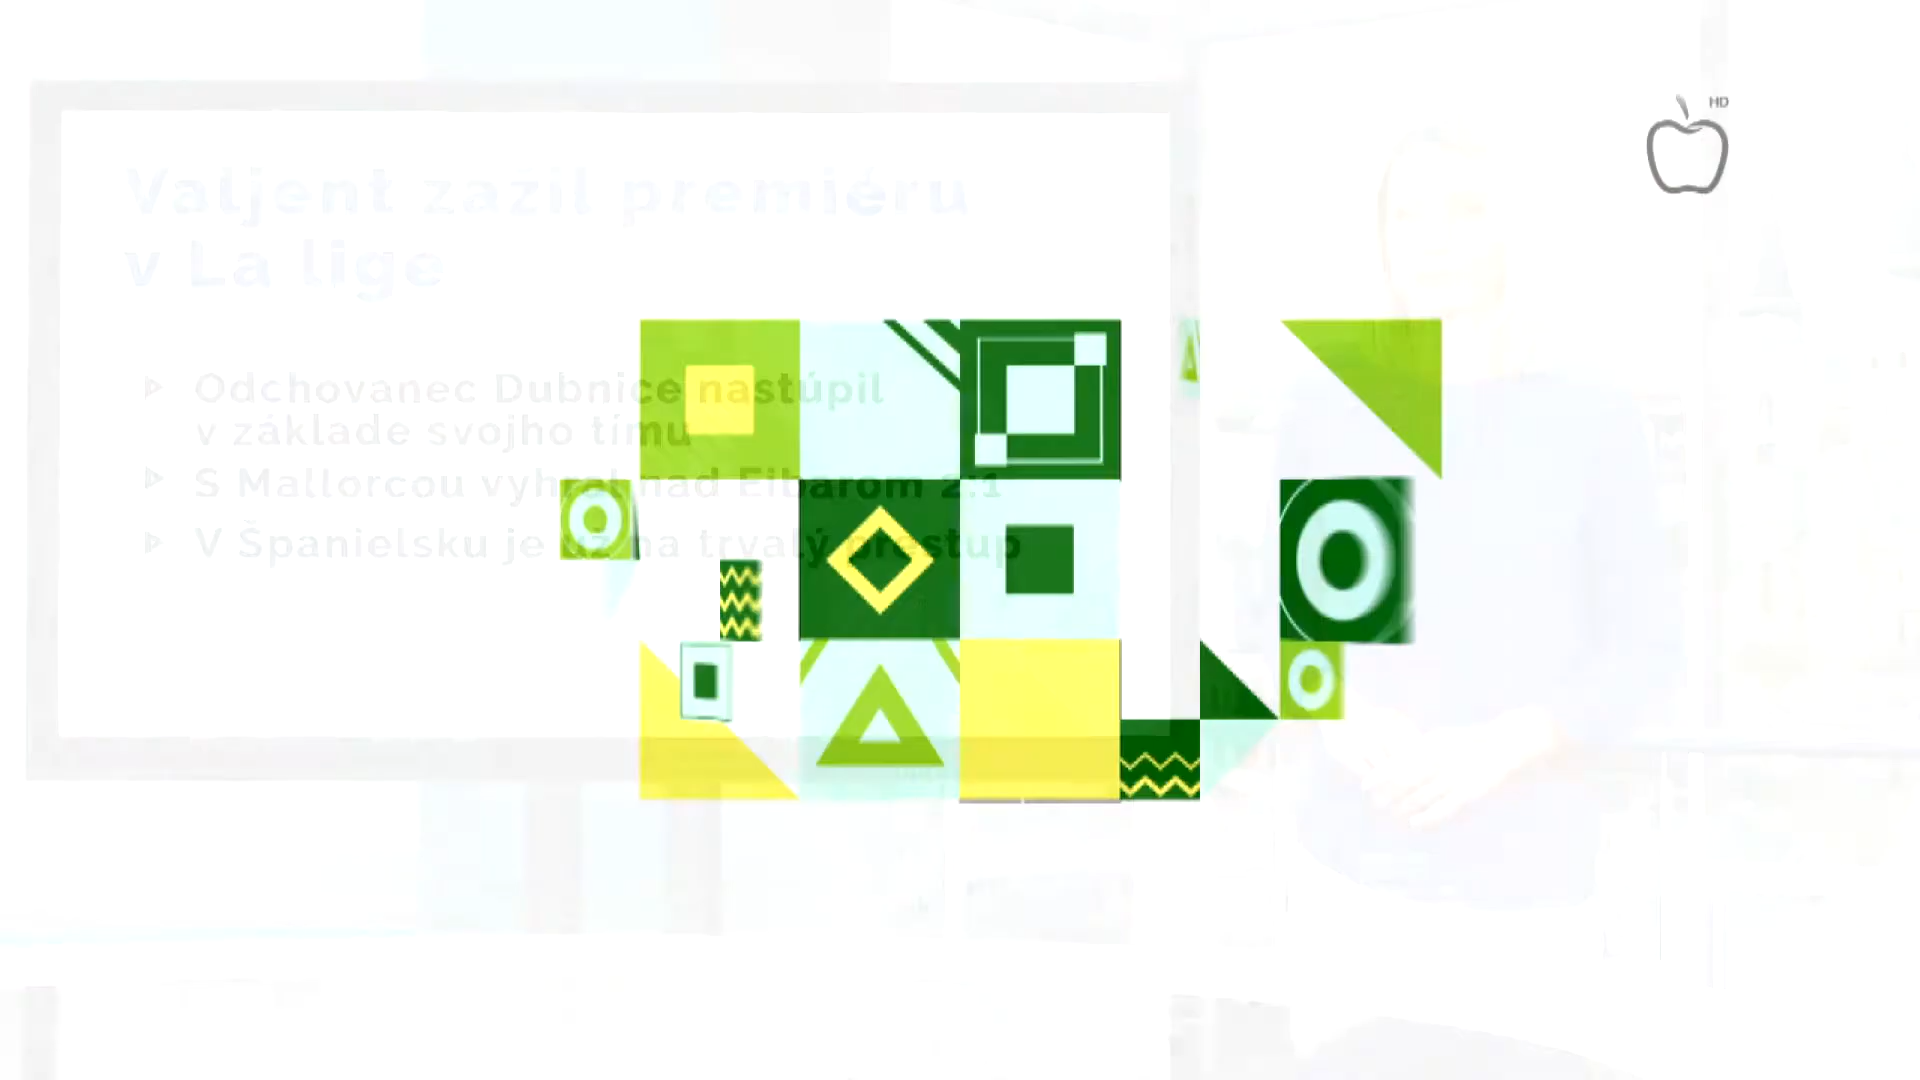 HD
Valjent zažil premiéru
v La lige
Odchovanec Dubnice nastúpil
v základe svojho tímu
S Mallorcou vyhral nad Eibarom 2:1
V Španielsku je už na trvalý prestup